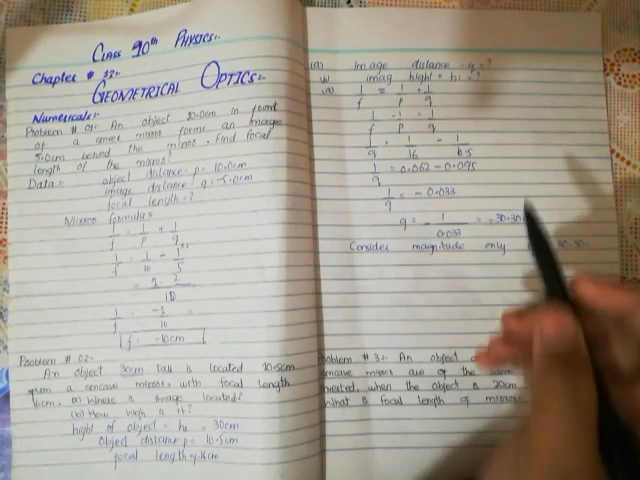 CLASS 10th PHYSICS:-
Chapter # 12:-
GEOMETRICAL OPTICS:-
Numericals:-
Problem # 01:- An object 10.0cm in front
of a convex mirror forms an image
5.0cm behind the mirror. Find focal
length of the mirror?
Data:- object distance = p = 10.0cm
image distance = q = -5.0cm
focal length = ?
Mirror formula =
1/f = 1/p + 1/q
1/f = 1/10 - 1/5
= 1 - 2
10
1/f = -1/10 =
f = -10cm
Problem # 02:-
An object 30cm tall is located 10.5cm
from a concave mirror with focal length
16cm. (a) Where is image located?
(b) How high is it?
hight of object = ho = 30cm
Object distance p = 10.5cm
focal length = f = 16cm
(a) Image distance = q = ?
(b) imag hight = hi = ?
(a) 1/f = 1/p + 1/q
1/f - 1/p = 1/q
1/q = 1/16 - 1/
1/q = 0.062 - 0.095
1/q = - 0.033
q = 1/0.033 = -30.30
Consider magnitude only 30.30
Problem # 3:- An object
concave mirror are of the same
inverted, when the object is 20cm
What is focal length of mirror